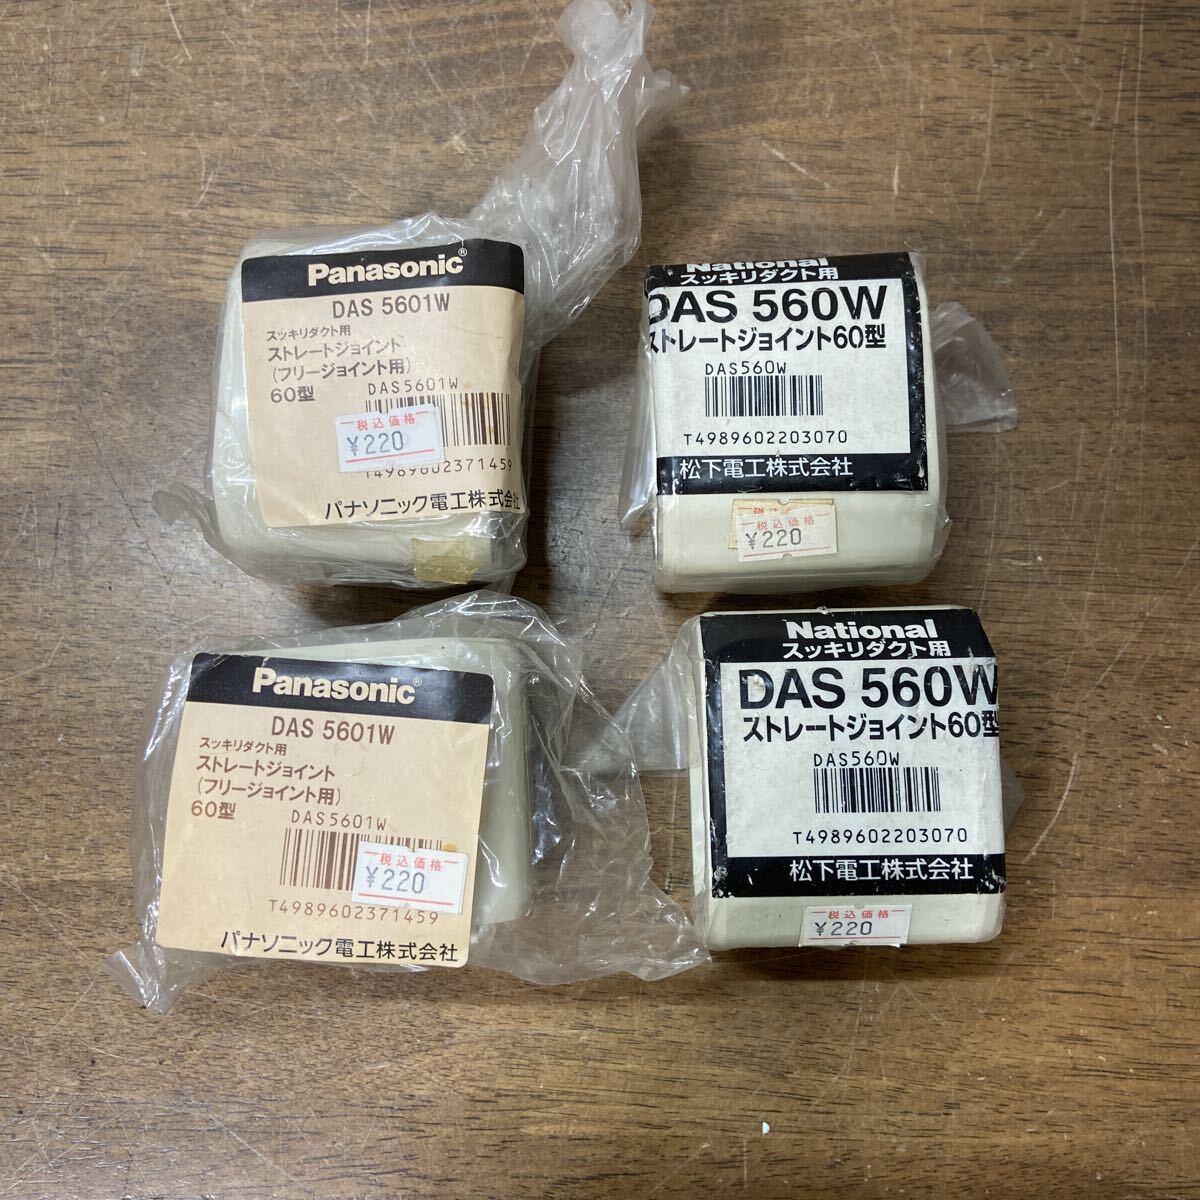 Panasonic®
DAS 5601W
スッキリダクト用
ストレートジョイント
(フリージョイント用)
60型
DAS5601W
税込価格
¥220
T4989602371459
パナソニック電工株式会社
National
スッキリダクト用
DAS 560W
ストレートジョイント60型
DAS560W
T4989602203070
松下電工株式会社
税込価格
¥220
Panasonic®
DAS 5601W
スッキリダクト用
ストレートジョイント
(フリージョイント用)
60型
DAS5601W
税込価格
¥220
T4989602371459
パナソニック電工株式会社
National
スッキリダクト用
DAS 560W
ストレートジョイント60型
DAS560W
T4989602203070
松下電工株式会社
税込価格
¥220